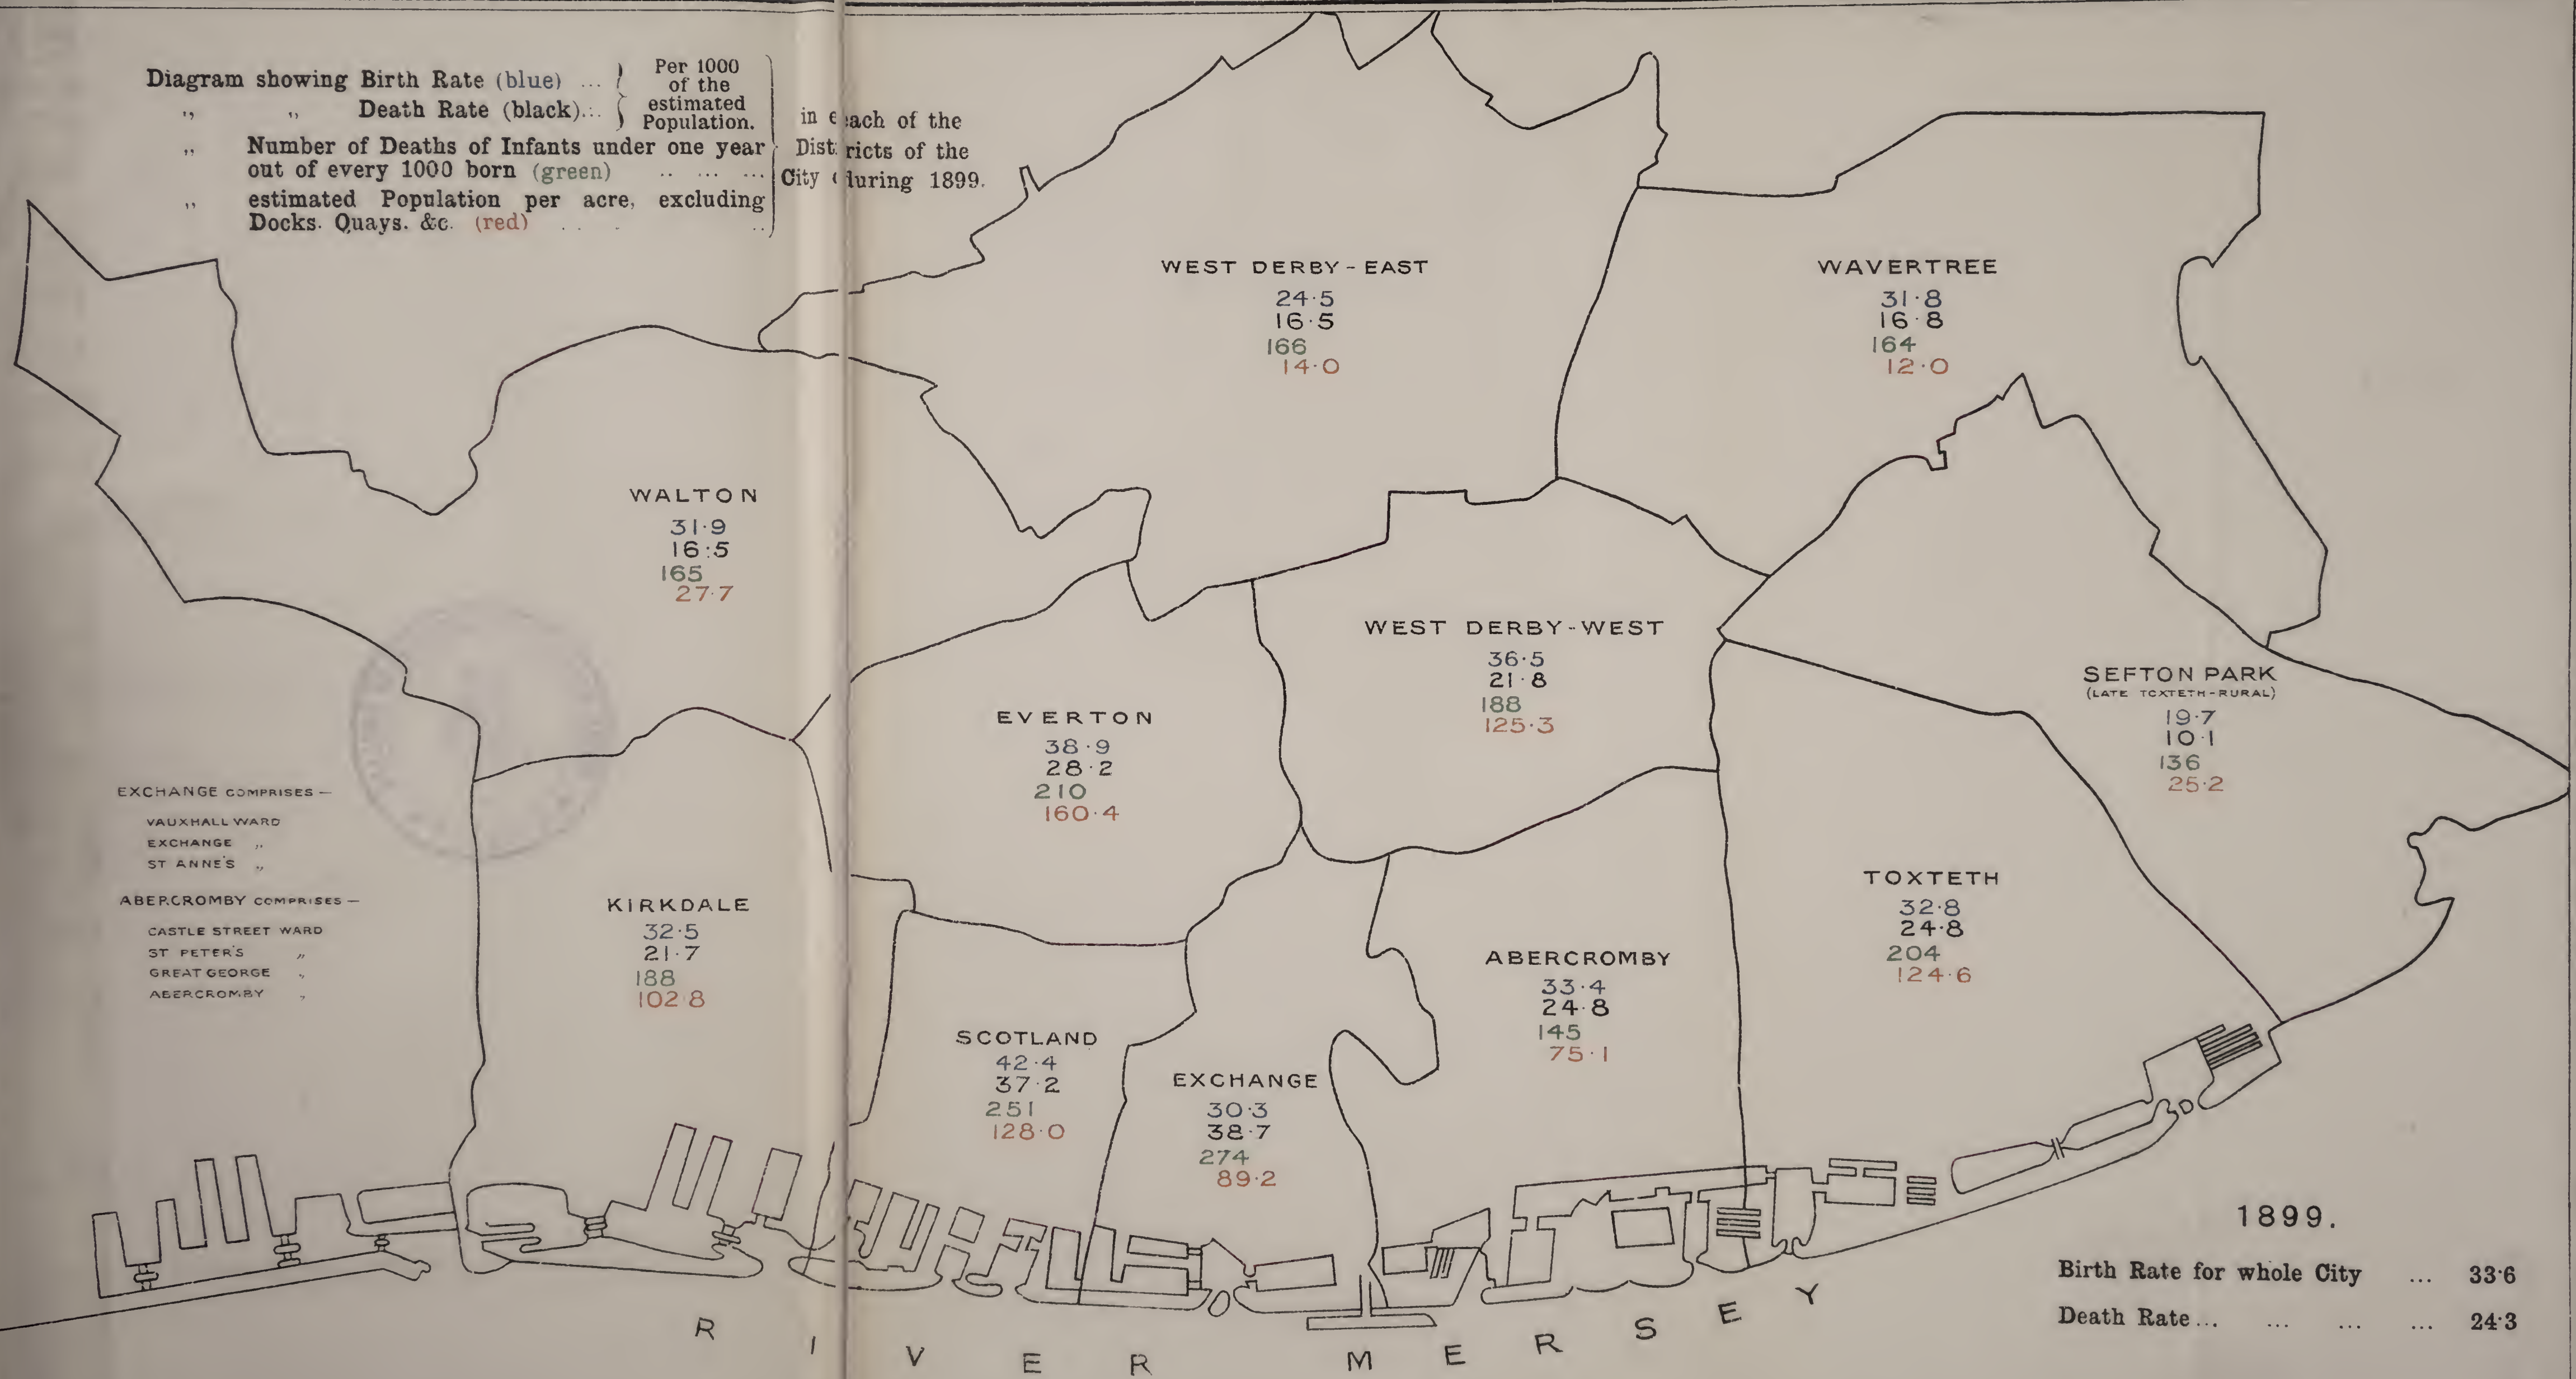 Diagram showing Birth Rate (blue) ...
" " Death Rate (black)...
Per 1000
of the
estimated
Population.
" Number of Deaths of Infants under one year
out of every 1000 born (green) .. ... ...
" estimated Population per acre, excluding
Docks. Quays. &c. (red) . . . ..
in each of the
Districts of the
City during 1899.
WEST DERBY-EAST
24·5
16·5
166
14·0
WAVERTREE
31·8
16·8
164
12·0
WALTON
31·9
16·5
165
27·7
WEST DERBY-WEST
36·5
21·8
188
125·3
SEFTON PARK
(LATE TOXTETH-RURAL)
19·7
10·1
136
25·2
EVERTON
38·9
28·2
210
160·4
EXCHANGE COMPRISES —
VAUXHALL WARD
EXCHANGE "
ST ANNE'S "
ABERCROMBY COMPRISES —
CASTLE STREET WARD
ST PETER'S "
GREAT GEORGE "
ABERCROMBY "
KIRKDALE
32·5
21·7
188
102·8
TOXTETH
32·8
24·8
204
124·6
ABERCROMBY
33·4
24·8
145
75·1
SCOTLAND
42·4
37·2
251
128·0
EXCHANGE
30·3
38·7
274
89·2
RIVER MERSEY
1899.
Birth Rate for whole City ... 33·6
Death Rate... ... ... ... 24·3